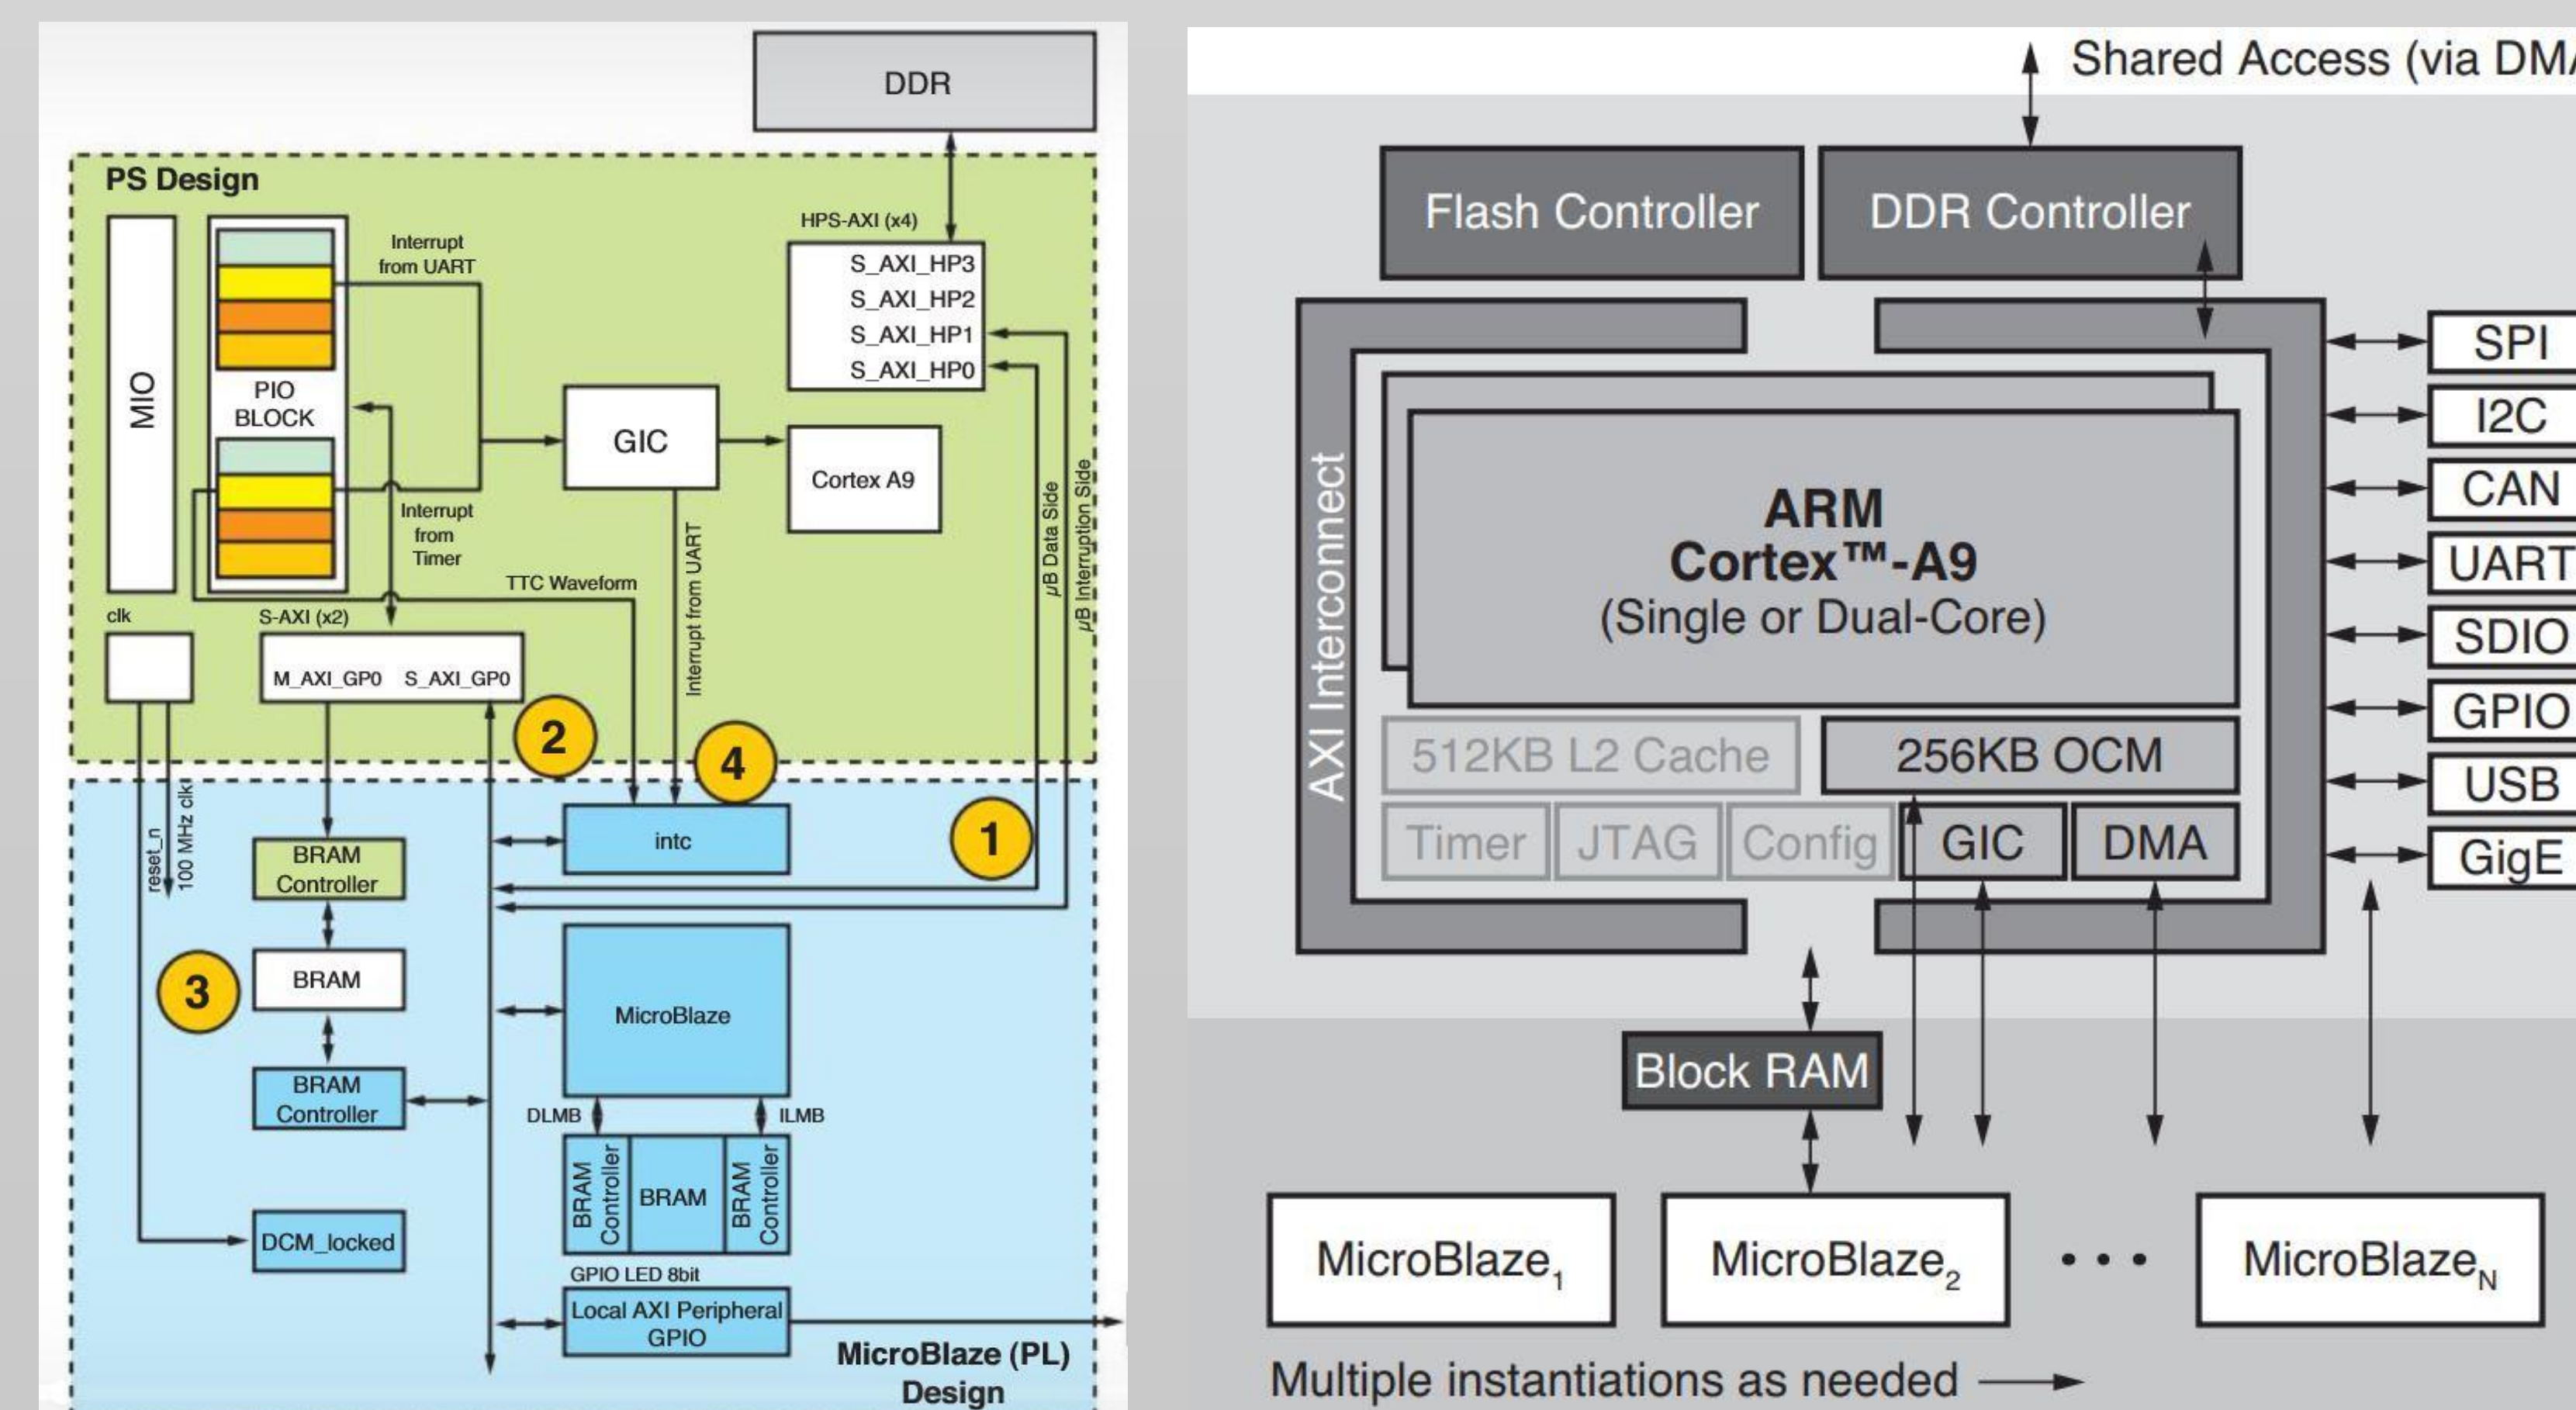 DDR
PS Design
HPS-AXI (x4)
Interrupt
from UART
S_AXI_HP3
S_AXI_HP2
S_AXI_HP1
S_AXI_HP0
MIO
PIO
BLOCK
GIC
Cortex A9
Interrupt
from
Timer
TTC Waveform
Interrupt from UART
µB Data Side
µB Interruption Side
clk
S-AXI (x2)
M_AXI_GP0 S_AXI_GP0
2
4
1
3
reset_n
100 MHz clk
intc
BRAM
Controller
BRAM
BRAM
Controller
MicroBlaze
DLMB
ILMB
BRAM
Controller
BRAM
BRAM
Controller
DCM_locked
GPIO LED 8bit
Local AXI Peripheral
GPIO
MicroBlaze (PL)
Design
Shared Access (via DMA
Flash Controller
DDR Controller
AXI Interconnect
ARM
Cortex™-A9
(Single or Dual-Core)
512KB L2 Cache
256KB OCM
Timer
JTAG
Config
GIC
DMA
SPI
I2C
CAN
UART
SDIO
GPIO
USB
GigE
Block RAM
MicroBlaze1
MicroBlaze2
• • •
MicroBlazeN
Multiple instantiations as needed